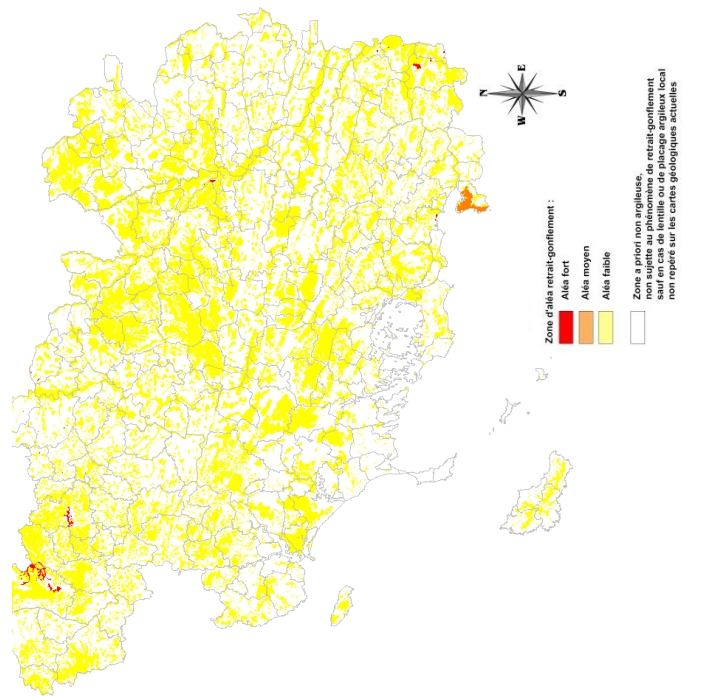 N
E
W
S
Zone d'aléa retrait-gonflement :
Aléa fort
Aléa moyen
Aléa faible
Zone a priori non argileuse,
non sujette au phénomène de retrait-gonflement
sauf en cas de lentille ou de placage argileux local
non repéré sur les cartes géologiques actuelles